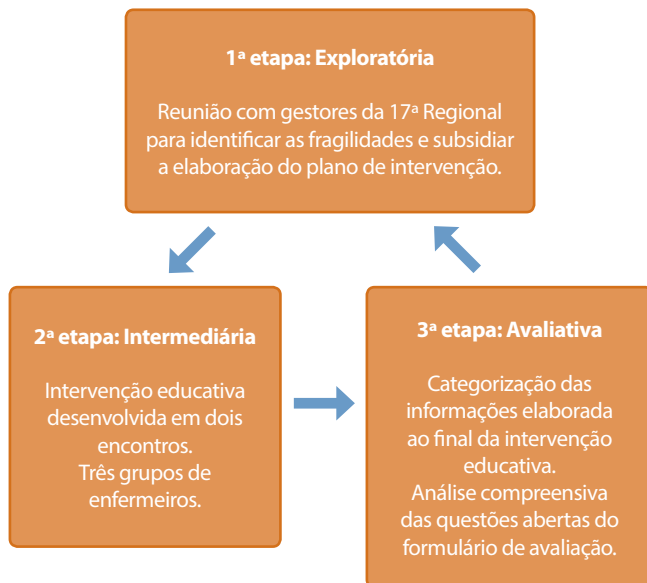 1ª etapa: Exploratória
Reunião com gestores da 17ª Regional
para identificar as fragilidades e subsidiar
a elaboração do plano de intervenção.
2ª etapa: Intermediária
Intervenção educativa
desenvolvida em dois
encontros.
Três grupos de
enfermeiros.
3ª etapa: Avaliativa
Categorização das
informações elaborada
ao final da intervenção
educativa.
Análise compreensiva
das questões abertas do
formulário de avaliação.